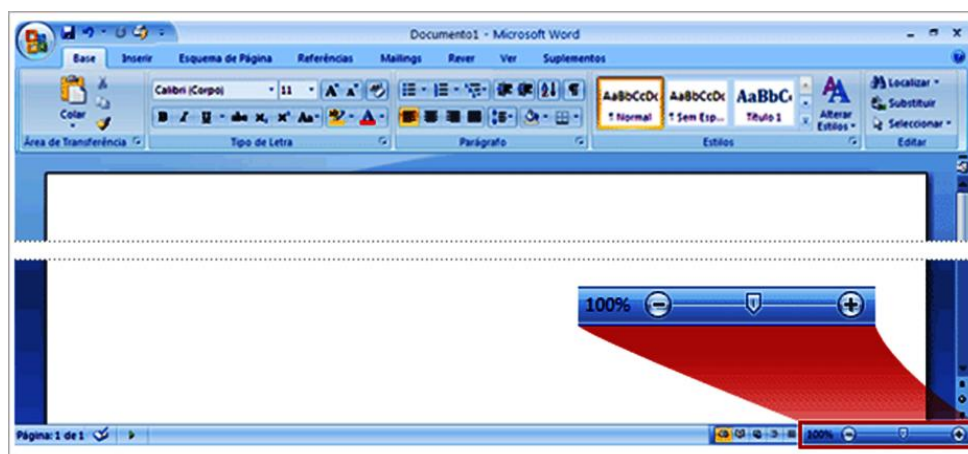 Documento1 - Microsoft Word
Base Inserir Esquema de Página Referências Mailings Rever Ver Suplementos
Calibri (Corpo) 11
Colar
AaBbCcDc AaBbCcDc AaBbC
¶ Normal ¶ Sem Esp... Título 1
Alterar Estilos
Localizar
Substituir
Seleccionar
Área de Transferência Tipo de Letra Parágrafo Estilos Editar
100%
Página: 1 de 1 100%